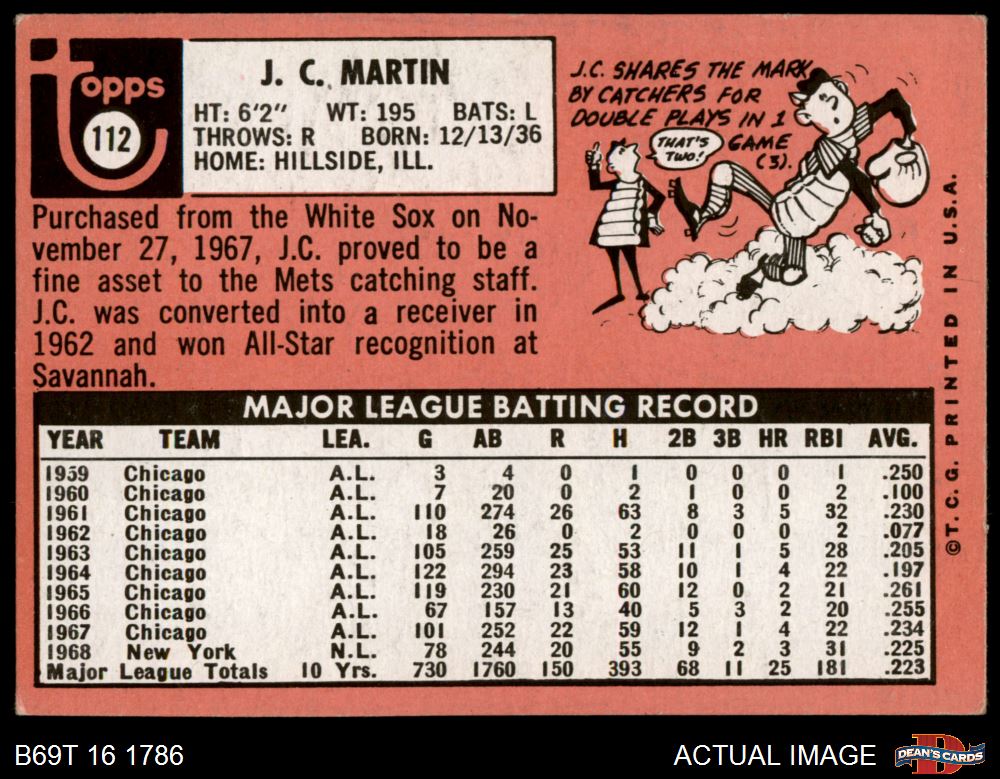 Topps
112
J. C. MARTIN
HT: 6'2" WT: 195 BATS: L
THROWS: R BORN: 12/13/36
HOME: HILLSIDE, ILL.
J.C. SHARES THE MARK
BY CATCHERS FOR
DOUBLE PLAYS IN 1
GAME
(3).
THAT'S
TWO!
Purchased from the White Sox on No-
vember 27, 1967, J.C. proved to be a
fine asset to the Mets catching staff.
J.C. was converted into a receiver in
1962 and won All-Star recognition at
Savannah.
MAJOR LEAGUE BATTING RECORD
YEAR TEAM LEA. G AB R H 2B 3B HR RBI AVG.
1959 Chicago A.L. 3 4 0 1 0 0 0 1 .250
1960 Chicago A.L. 7 20 0 2 1 0 0 2 .100
1961 Chicago A.L. 110 274 26 63 8 3 5 32 .230
1962 Chicago A.L. 18 26 0 2 0 0 0 2 .077
1963 Chicago A.L. 105 259 25 53 11 1 5 28 .205
1964 Chicago A.L. 122 294 23 58 10 1 4 22 .197
1965 Chicago A.L. 119 230 21 60 12 0 2 21 .261
1966 Chicago A.L. 67 157 13 40 5 3 2 20 .255
1967 Chicago A.L. 101 252 22 59 12 1 4 22 .234
1968 New York N.L. 78 244 20 55 9 2 3 31 .225
Major League Totals 10 Yrs. 730 1760 150 393 68 11 25 181 .223
©T.C.G. PRINTED IN U.S.A.
B69T 16 1786
ACTUAL IMAGE
D
DEAN'S CARDS